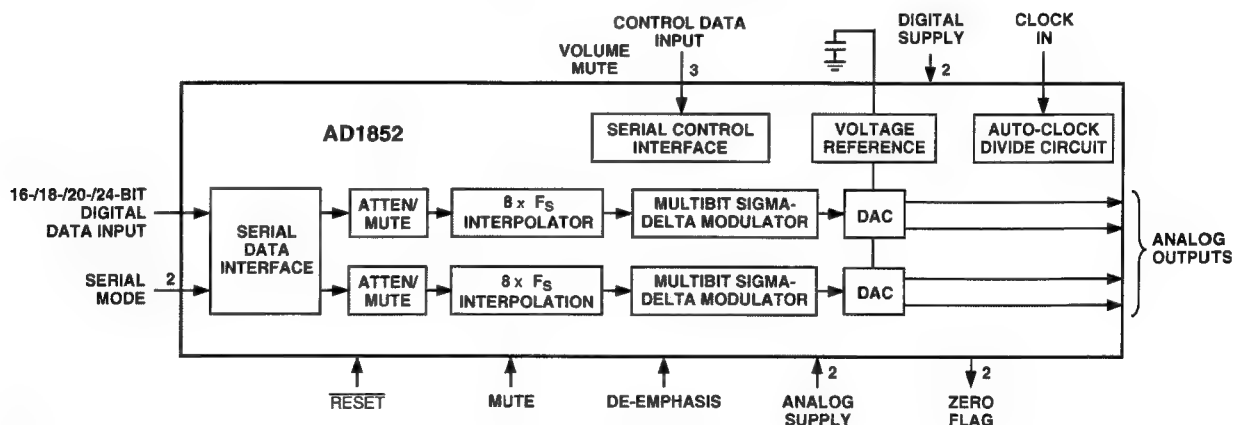 CONTROL DATA
INPUT
VOLUME
MUTE
3
DIGITAL
SUPPLY
2
CLOCK
IN
AD1852
SERIAL CONTROL
INTERFACE
VOLTAGE
REFERENCE
AUTO-CLOCK
DIVIDE CIRCUIT
16-/18-/20-/24-BIT
DIGITAL
DATA INPUT
SERIAL
MODE
2
SERIAL
DATA
INTERFACE
ATTEN/
MUTE
8 × FS
INTERPOLATOR
MULTIBIT SIGMA-
DELTA MODULATOR
DAC
ATTEN/
MUTE
8 × FS
INTERPOLATION
MULTIBIT SIGMA-
DELTA MODULATOR
DAC
ANALOG
OUTPUTS
RESET
MUTE
DE-EMPHASIS
2
ANALOG
SUPPLY
2
ZERO
FLAG